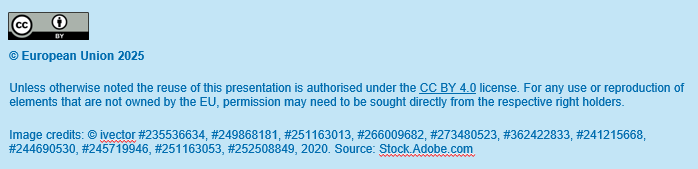 CC BY
© European Union 2025
Unless otherwise noted the reuse of this presentation is authorised under the CC BY 4.0 license. For any use or reproduction of
elements that are not owned by the EU, permission may need to be sought directly from the respective right holders.
Image credits: © ivector #235536634, #249868181, #251163013, #266009682, #273480523, #362422833, #241215668,
#244690530, #245719946, #251163053, #252508849, 2020. Source: Stock.Adobe.com